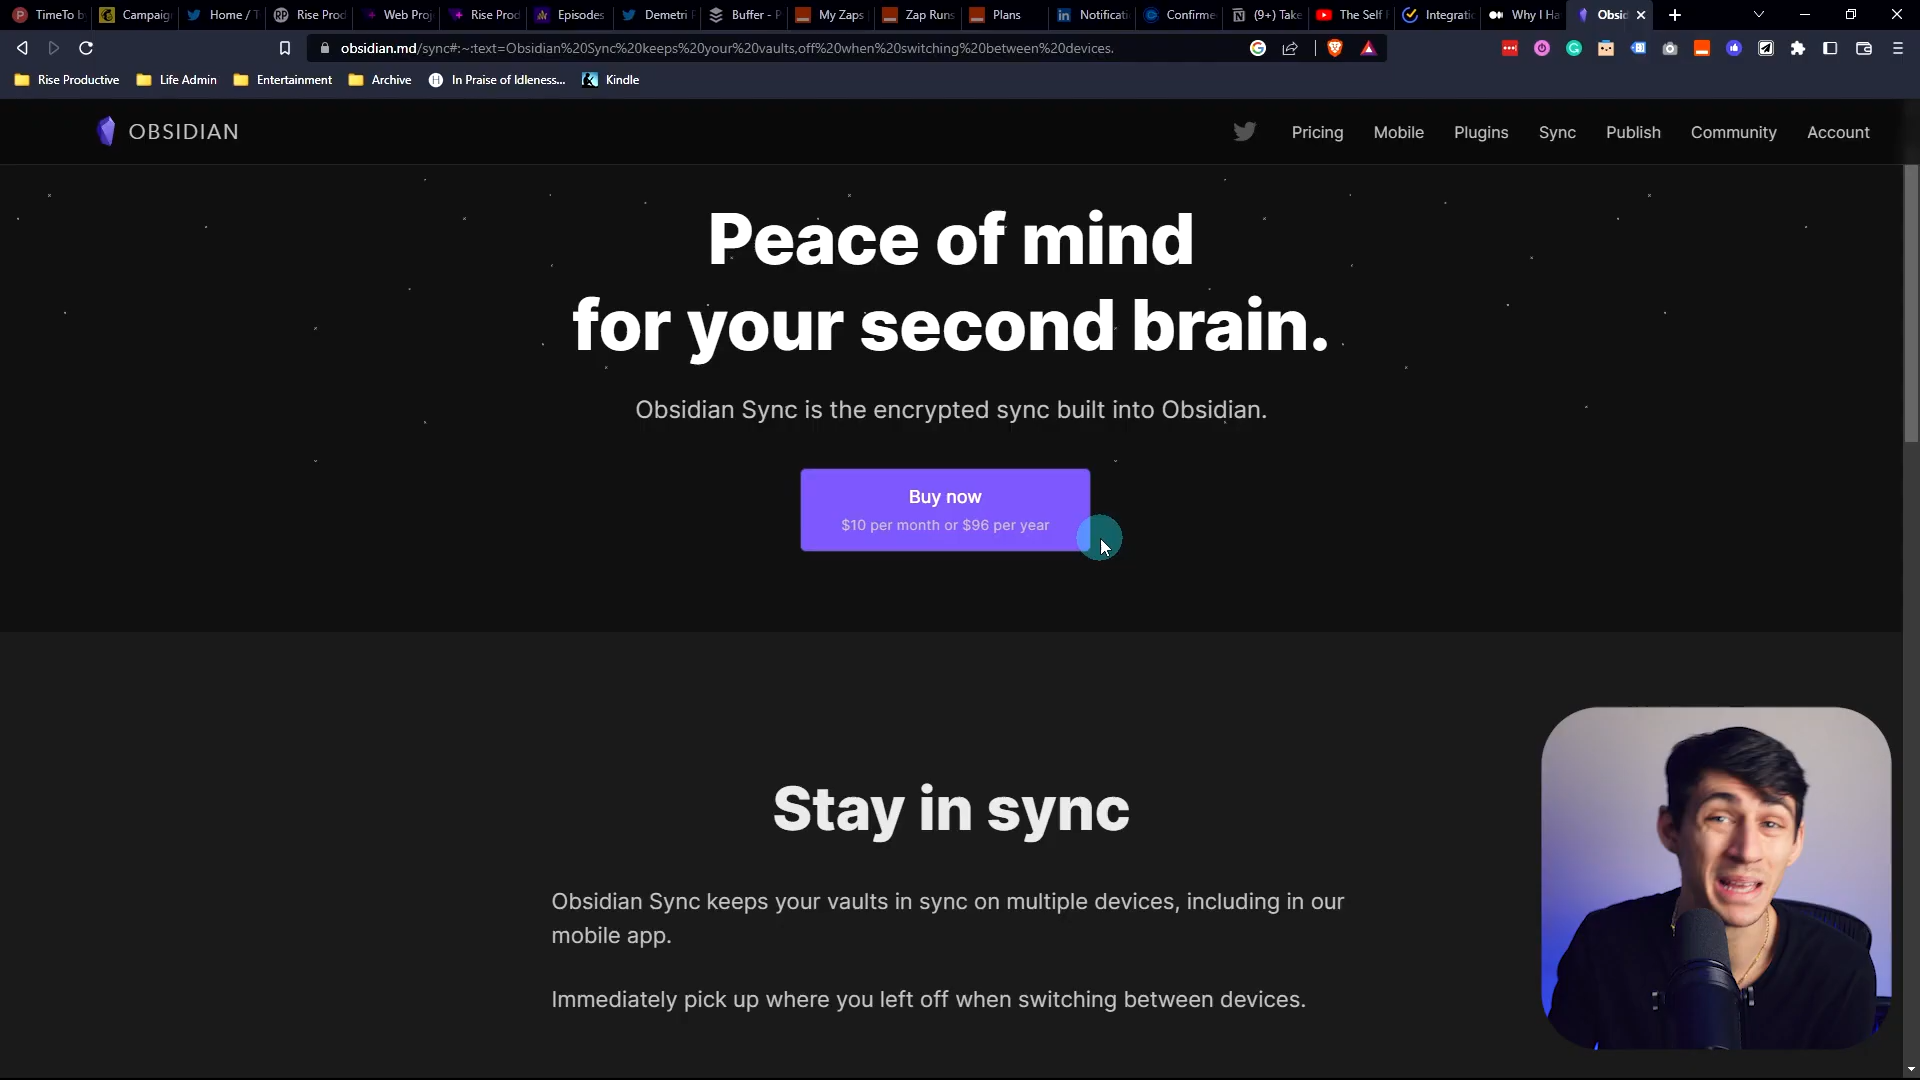 TimeTo b
Campaig
Home / T
Rise Prod
Web Proj
Rise Prod
Episodes
Demetri
Buffer - P
My Zaps
Zap Runs
Plans
Notificati
Confirme
(9+) Take
The Self
Integrati
Why I Ha
Obsid
obsidian.md/sync#:~:text=Obsidian%20Sync%20keeps%20your%20vaults,off%20when%20switching%20between%20devices.
Rise Productive
Life Admin
Entertainment
Archive
In Praise of Idleness...
Kindle
OBSIDIAN
Pricing
Mobile
Plugins
Sync
Publish
Community
Account
Peace of mind
for your second brain.
Obsidian Sync is the encrypted sync built into Obsidian.
Buy now
$10 per month or $96 per year
Stay in sync
Obsidian Sync keeps your vaults in sync on multiple devices, including in our
mobile app.
Immediately pick up where you left off when switching between devices.